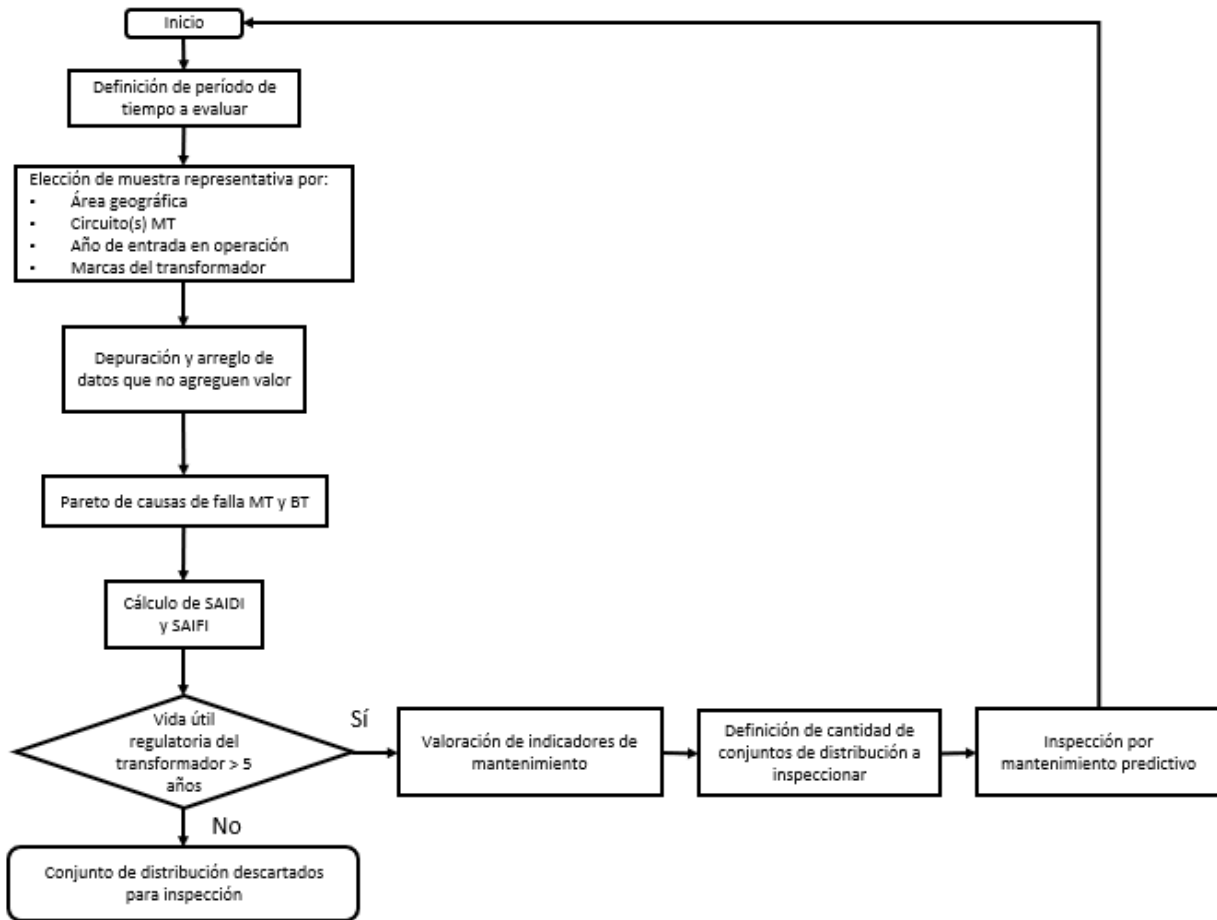 Inicio
Definición de período de
tiempo a evaluar
Elección de muestra representativa por:
▪ Área geográfica
▪ Circuito(s) MT
▪ Año de entrada en operación
▪ Marcas del transformador
Depuración y arreglo de
datos que no agreguen valor
Pareto de causas de falla MT y BT
Cálculo de SAIDI
y SAIFI
Vida útil
regulatoria del
transformador > 5
años
Sí
Valoración de indicadores de
mantenimiento
Definición de cantidad de
conjuntos de distribución a
inspeccionar
Inspección por
mantenimiento predictivo
No
Conjunto de distribución descartados
para inspección